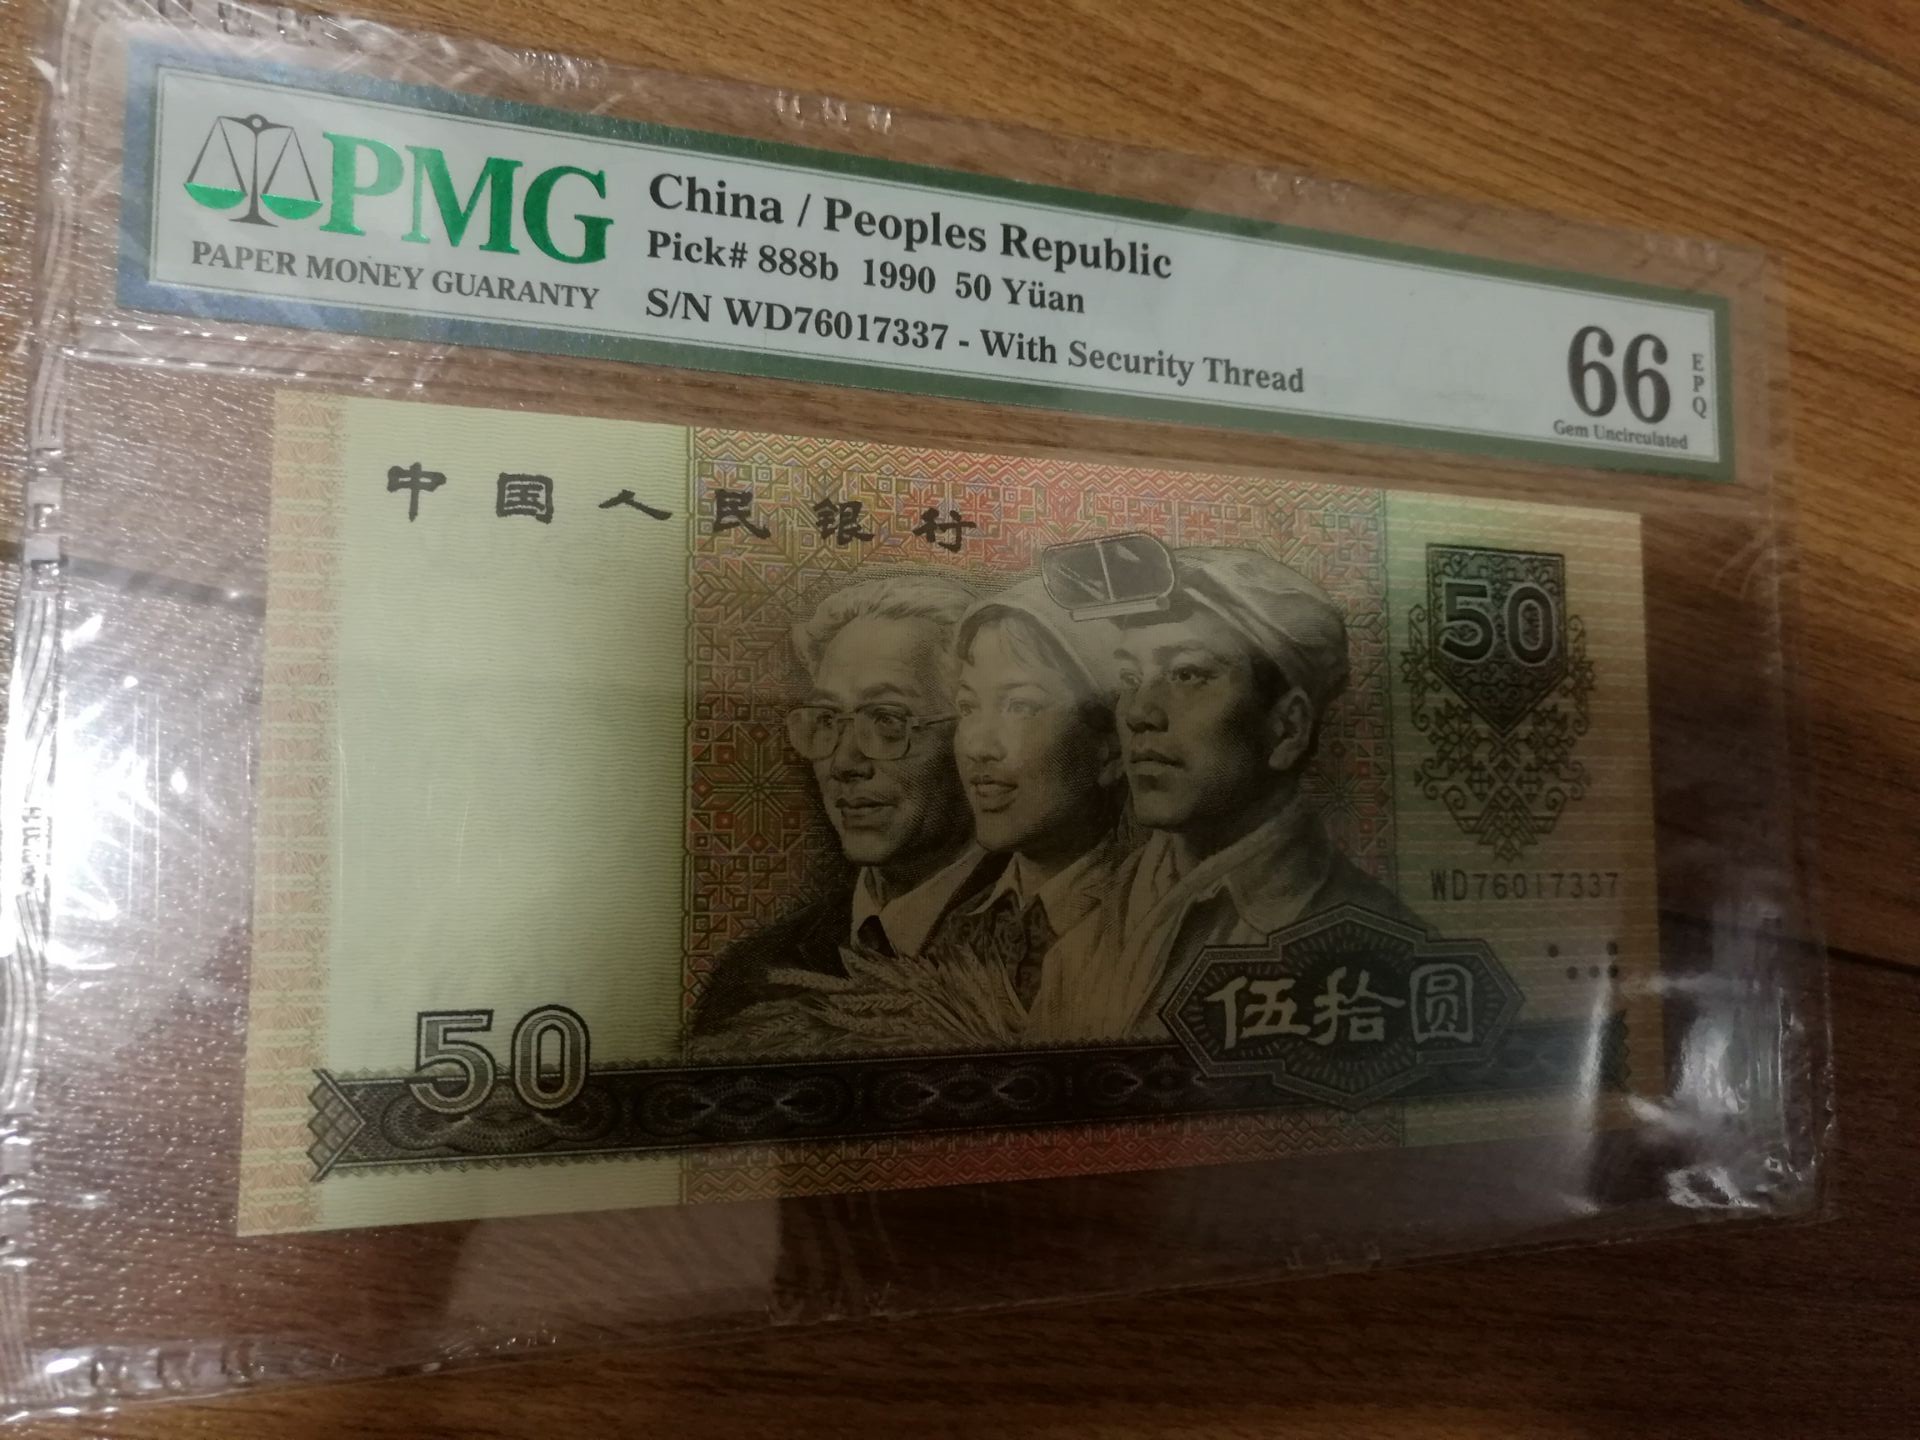 PMG
PAPER MONEY GUARANTY
China / Peoples Republic
Pick# 888b 1990 50 Yüan
S/N WD76017337 - With Security Thread
66 EPQ
Gem Uncirculated
中国人民银行
50
WD76017337
伍拾圆
50